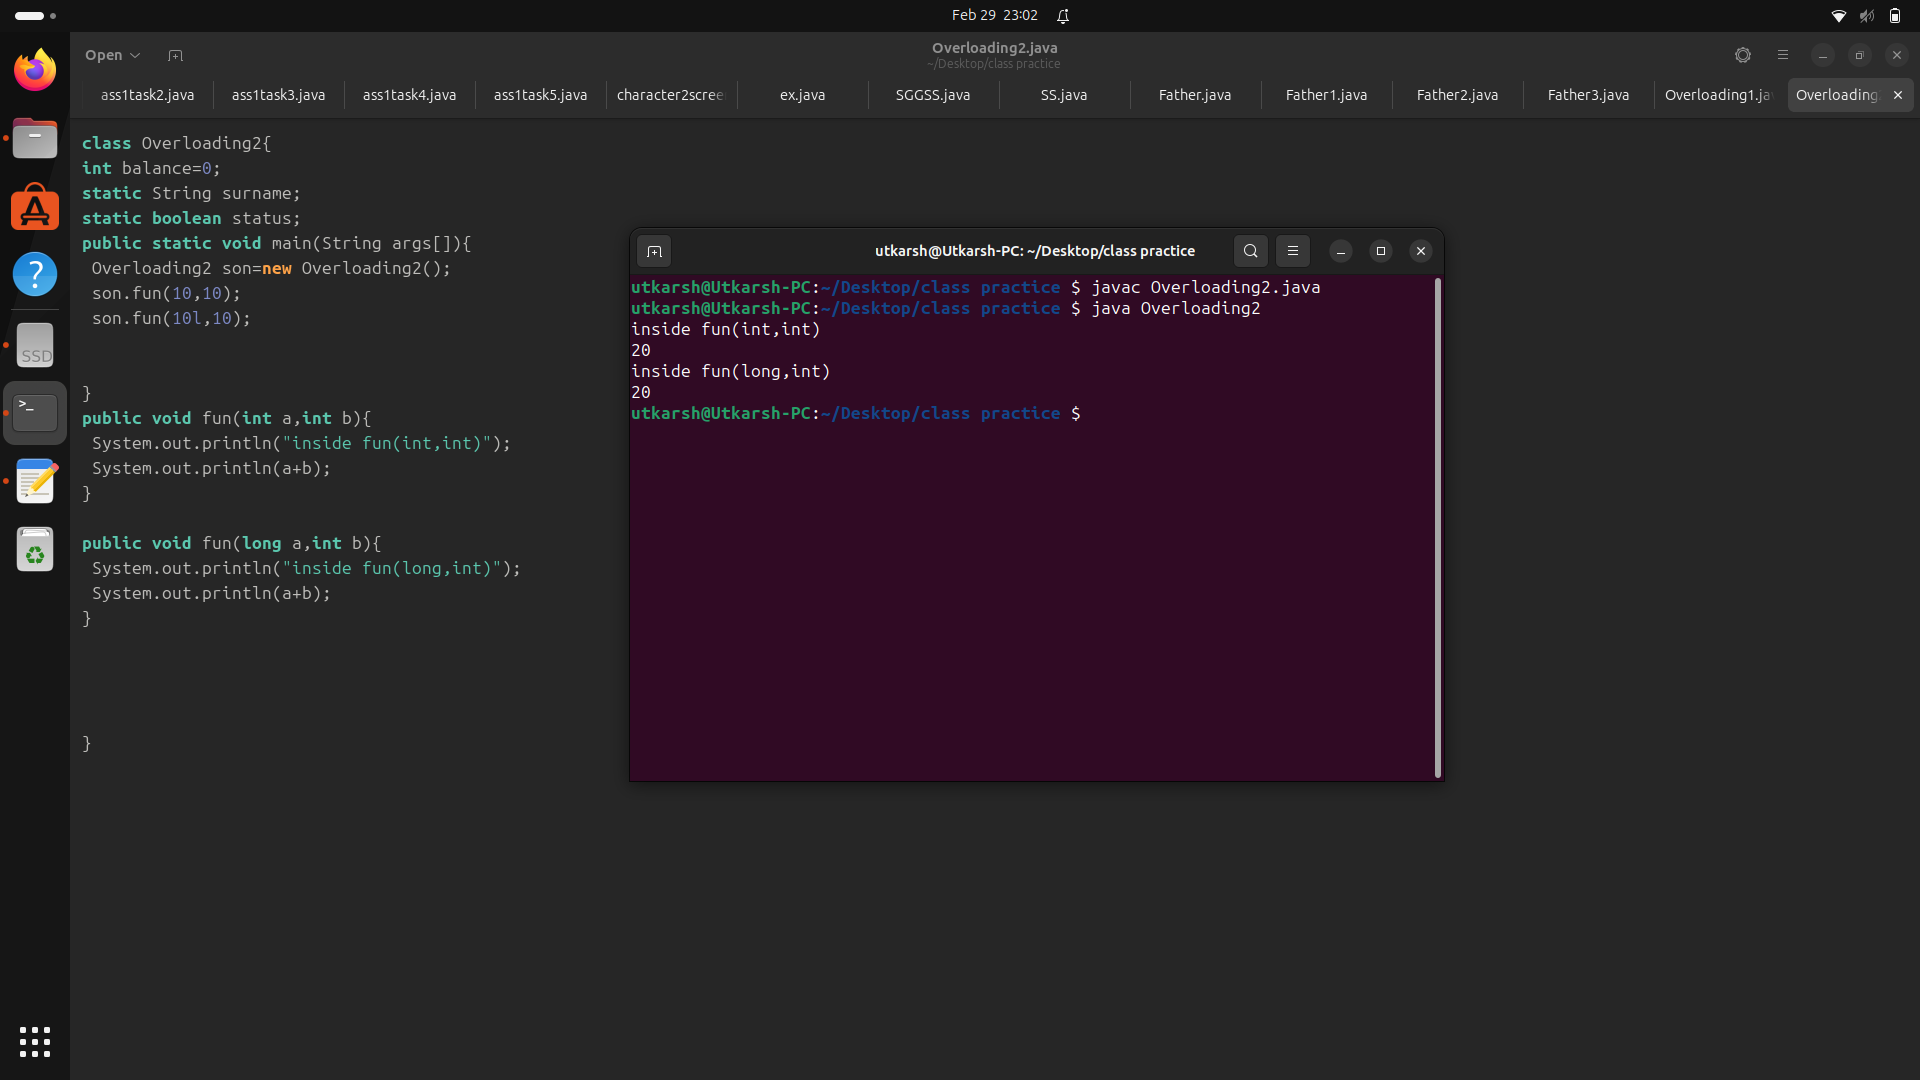 Feb 29 23:02
Open
Overloading2.java
~/Desktop/class practice
ass1task2.java
ass1task3.java
ass1task4.java
ass1task5.java
character2scree
ex.java
SGGSS.java
SS.java
Father.java
Father1.java
Father2.java
Father3.java
Overloading1.ja
Overloading
class Overloading2{
int balance=0;
static String surname;
static boolean status;
public static void main(String args[]){
 Overloading2 son=new Overloading2();
 son.fun(10,10);
 son.fun(10l,10);
}
public void fun(int a,int b){
 System.out.println("inside fun(int,int)");
 System.out.println(a+b);
}
public void fun(long a,int b){
 System.out.println("inside fun(long,int)");
 System.out.println(a+b);
}
}
utkarsh@Utkarsh-PC: ~/Desktop/class practice
utkarsh@Utkarsh-PC:~/Desktop/class practice $ javac Overloading2.java
utkarsh@Utkarsh-PC:~/Desktop/class practice $ java Overloading2
inside fun(int,int)
20
inside fun(long,int)
20
utkarsh@Utkarsh-PC:~/Desktop/class practice $
SSD
>_
?